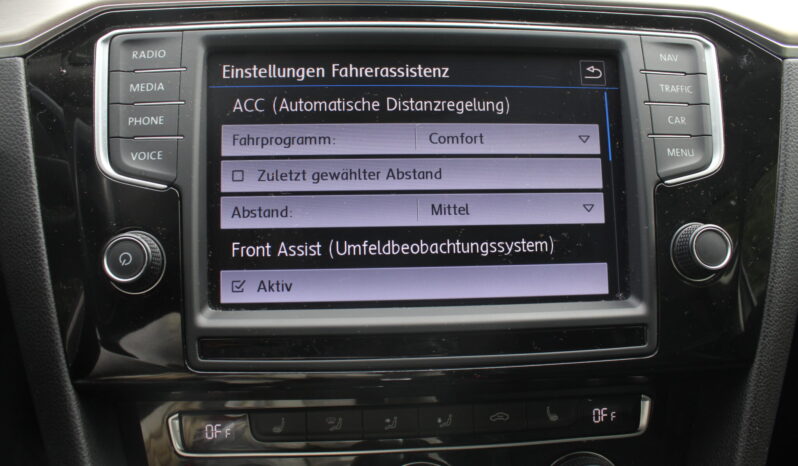 RADIO
MEDIA
PHONE
VOICE
Einstellungen Fahrerassistenz
ACC (Automatische Distanzregelung)
Fahrprogramm: Comfort
Zuletzt gewählter Abstand
Abstand: Mittel
Front Assist (Umfeldbeobachtungssystem)
Aktiv
NAV
TRAFFIC
CAR
MENU
OFF
OFF